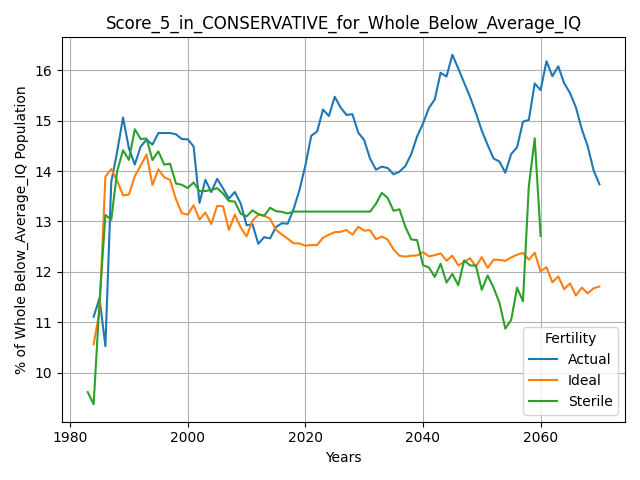 Score_5_in_CONSERVATIVE_for_Whole_Below_Average_IQ
% of Whole Below_Average_IQ Population
16
15
14
13
12
11
10
1980
2000
2020
2040
2060
Years
Fertility
Actual
Ideal
Sterile